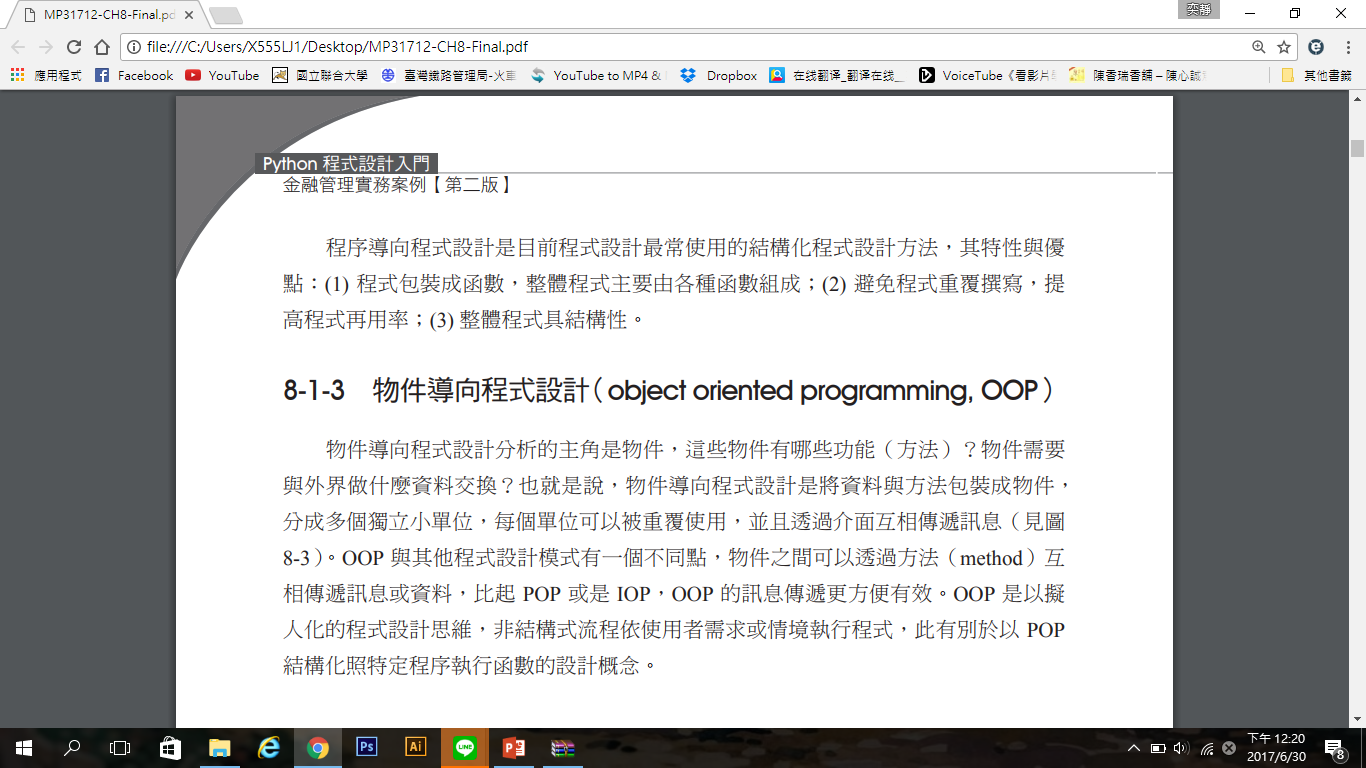 MP31712-CH8-Final.pd
奕靜
file:///C:/Users/X555LJ1/Desktop/MP31712-CH8-Final.pdf
應用程式 Facebook YouTube 國立聯合大學 臺灣鐵路管理局-火車 YouTube to MP4 & Dropbox 在线翻译_翻译在线_ VoiceTube《看影片 陳香瑞香舖 – 陳心誠 其他書籤
Python 程式設計入門
金融管理實務案例【第二版】
程序導向程式設計是目前程式設計最常使用的結構化程式設計方法，其特性與優
點：(1) 程式包裝成函數，整體程式主要由各種函數組成；(2) 避免程式重覆撰寫，提
高程式再用率；(3) 整體程式具結構性。
8-1-3 物件導向程式設計（object oriented programming, OOP）
物件導向程式設計分析的主角是物件，這些物件有哪些功能（方法）？物件需要
與外界做什麼資料交換？也就是說，物件導向程式設計是將資料與方法包裝成物件，
分成多個獨立小單位，每個單位可以被重覆使用，並且透過介面互相傳遞訊息（見圖
8-3）。OOP 與其他程式設計模式有一個不同點，物件之間可以透過方法（method）互
相傳遞訊息或資料，比起 POP 或是 IOP，OOP 的訊息傳遞更方便有效。OOP 是以擬
人化的程式設計思維，非結構式流程依使用者需求或情境執行程式，此有別於以 POP
結構化照特定程序執行函數的設計概念。
Ps Ai LINE
下午 12:20
2017/6/30
8